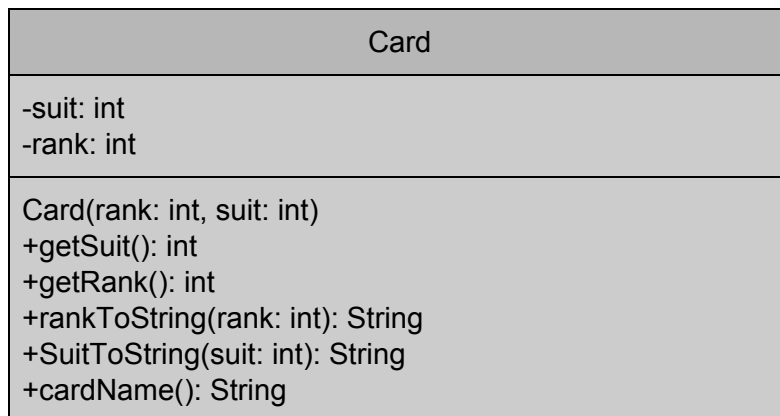 Card
-suit: int
-rank: int
Card(rank: int, suit: int)
+getSuit(): int
+getRank(): int
+rankToString(rank: int): String
+SuitToString(suit: int): String
+cardName(): String